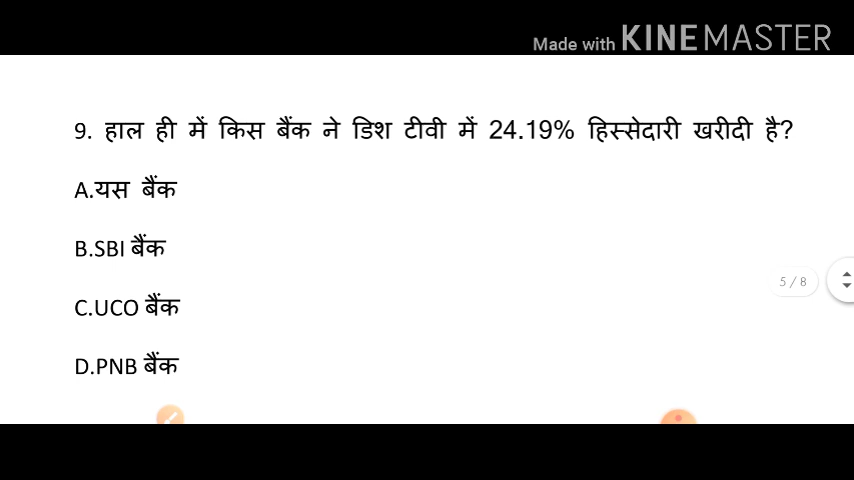 Made with KINEMASTER
9. हाल ही में किस बैंक ने डिश टीवी में 24.19% हिस्सेदारी खरीदी है?
A.यस बैंक
B.SBI बैंक
5 / 8
C.UCO बैंक
D.PNB बैंक